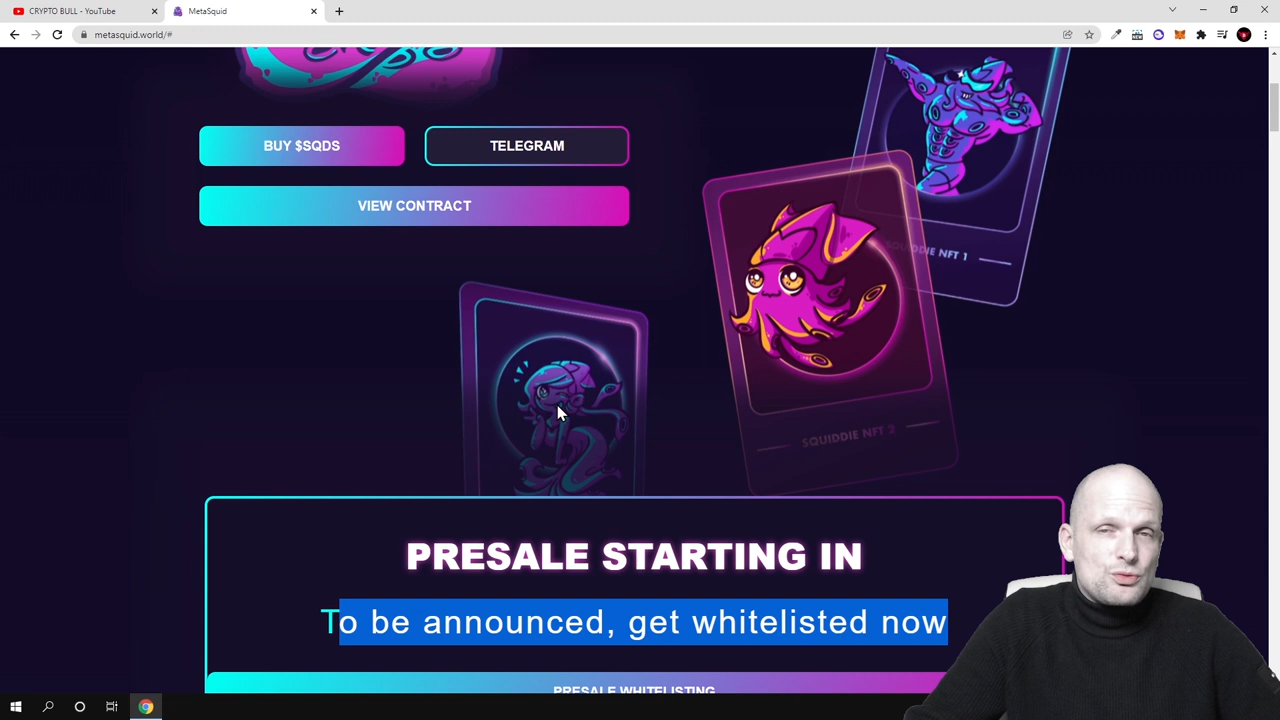 CRYPTO BULL - YouTube
MetaSquid
metasquid.world/#
BUY $SQDS
TELEGRAM
VIEW CONTRACT
SQUIDDIE NFT 1
SQUIDDIE NFT 2
PRESALE STARTING IN
To be announced, get whitelisted now
PRESALE WHITELISTING